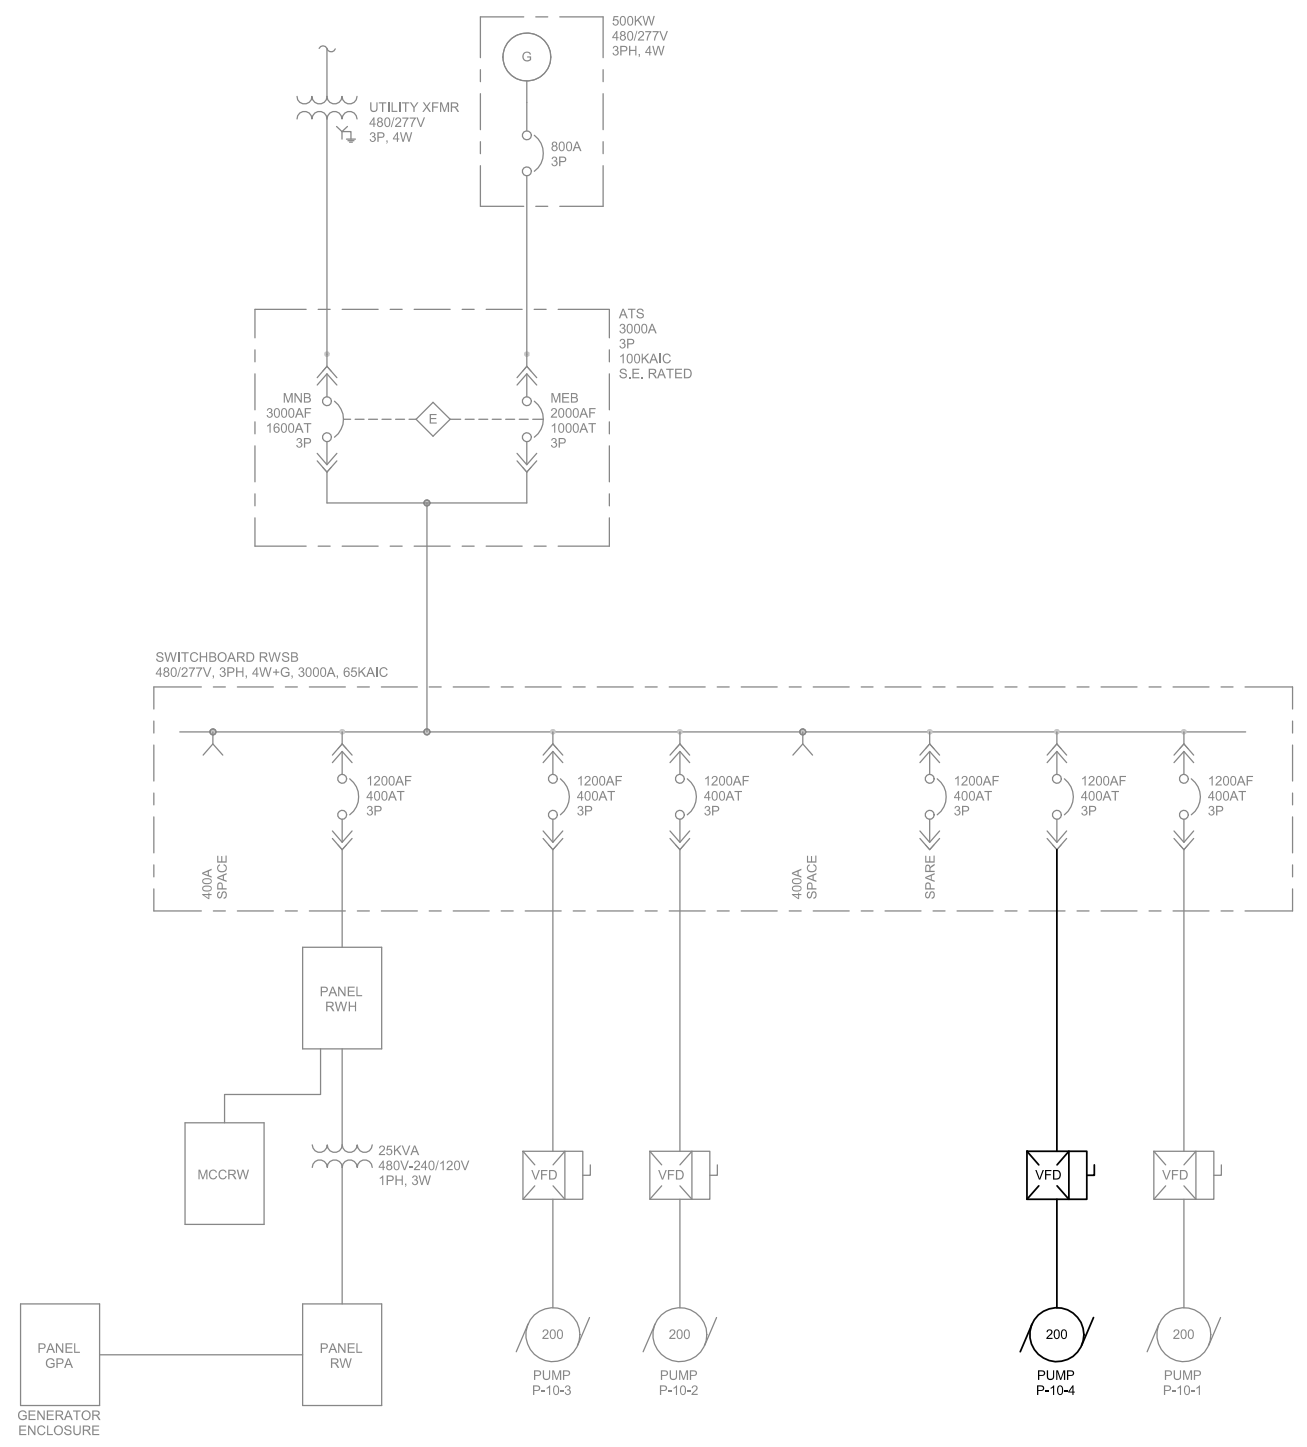 500KW
480/277V
3PH, 4W
G
UTILITY XFMR
480/277V
3P, 4W
800A
3P
ATS
3000A
3P
100KAIC
S.E. RATED
MNB
3000AF
1600AT
3P
E
MEB
2000AF
1000AT
3P
SWITCHBOARD RWSB
480/277V, 3PH, 4W+G, 3000A, 65KAIC
1200AF
400AT
3P
1200AF
400AT
3P
1200AF
400AT
3P
1200AF
400AT
3P
1200AF
400AT
3P
1200AF
400AT
3P
400A
SPACE
400A
SPACE
SPARE
PANEL
RWH
MCCRW
25KVA
480V-240/120V
1PH, 3W
VFD
VFD
VFD
VFD
PANEL
GPA
GENERATOR
ENCLOSURE
PANEL
RW
200
PUMP
P-10-3
200
PUMP
P-10-2
200
PUMP
P-10-4
200
PUMP
P-10-1